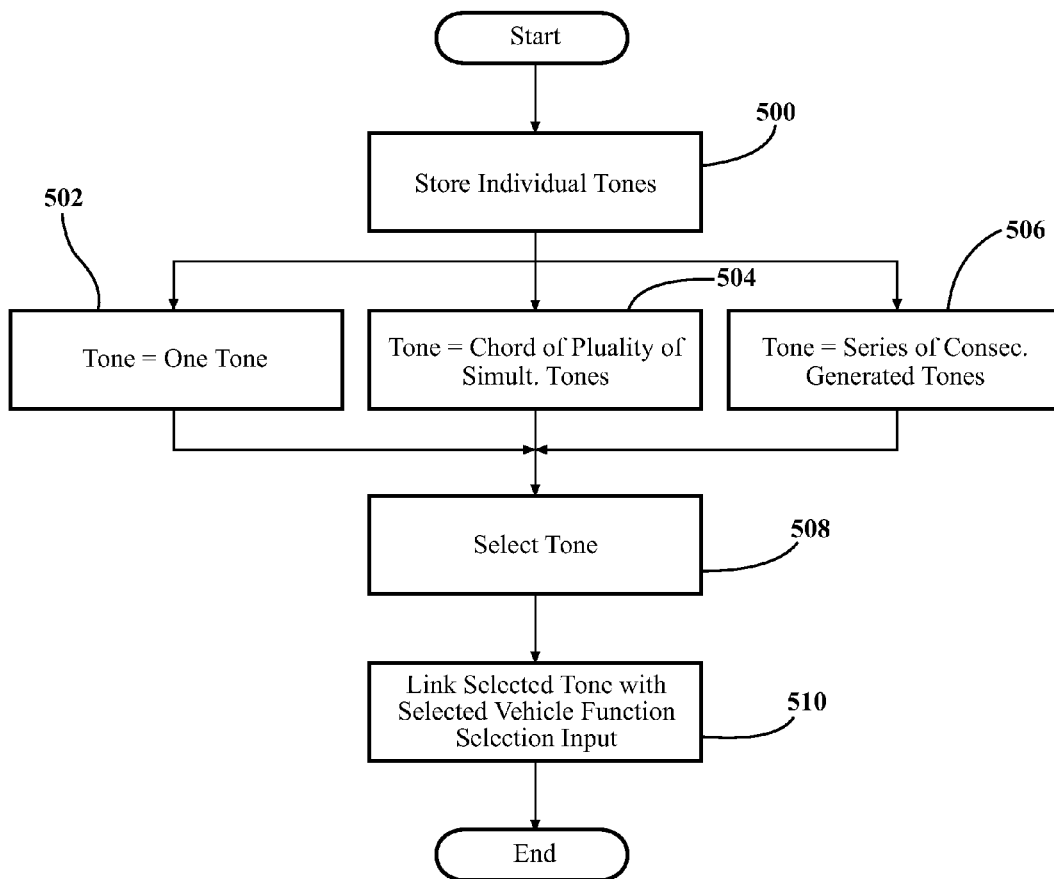 Start
500
Store Individual Tones
502
504
506
Tone = One Tone
Tone = Chord of Pluality of
Simult. Tones
Tone = Series of Consec.
Generated Tones
Select Tone
508
Link Selected Tone with
Selected Vehicle Function
Selection Input
510
End